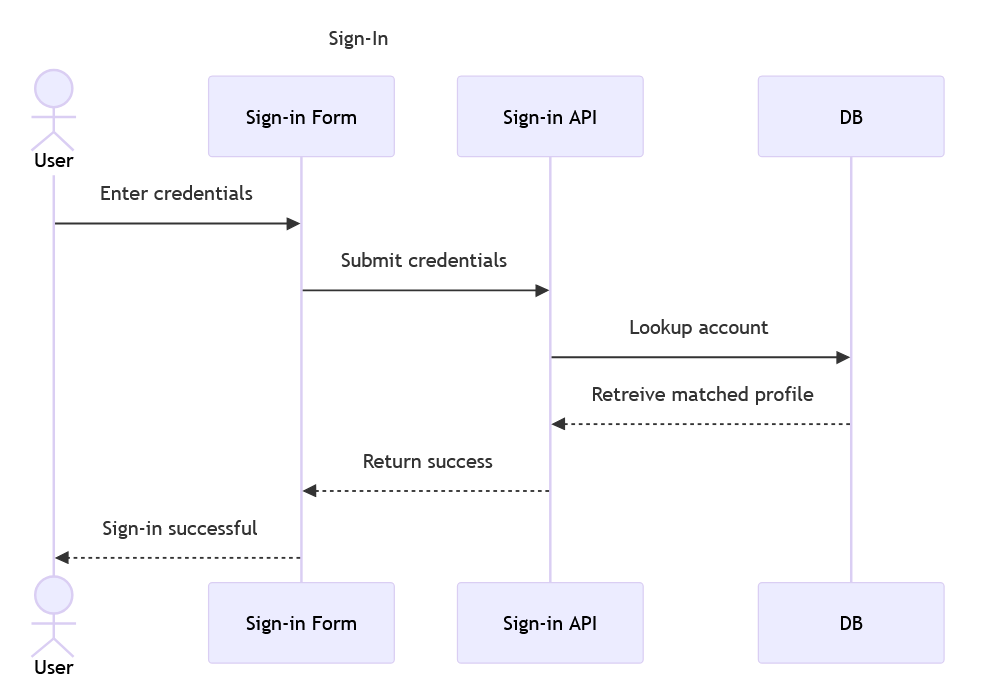 Sign-In
User
Sign-in Form
Sign-in API
DB
Enter credentials
Submit credentials
Lookup account
Retreive matched profile
Return success
Sign-in successful
User
Sign-in Form
Sign-in API
DB